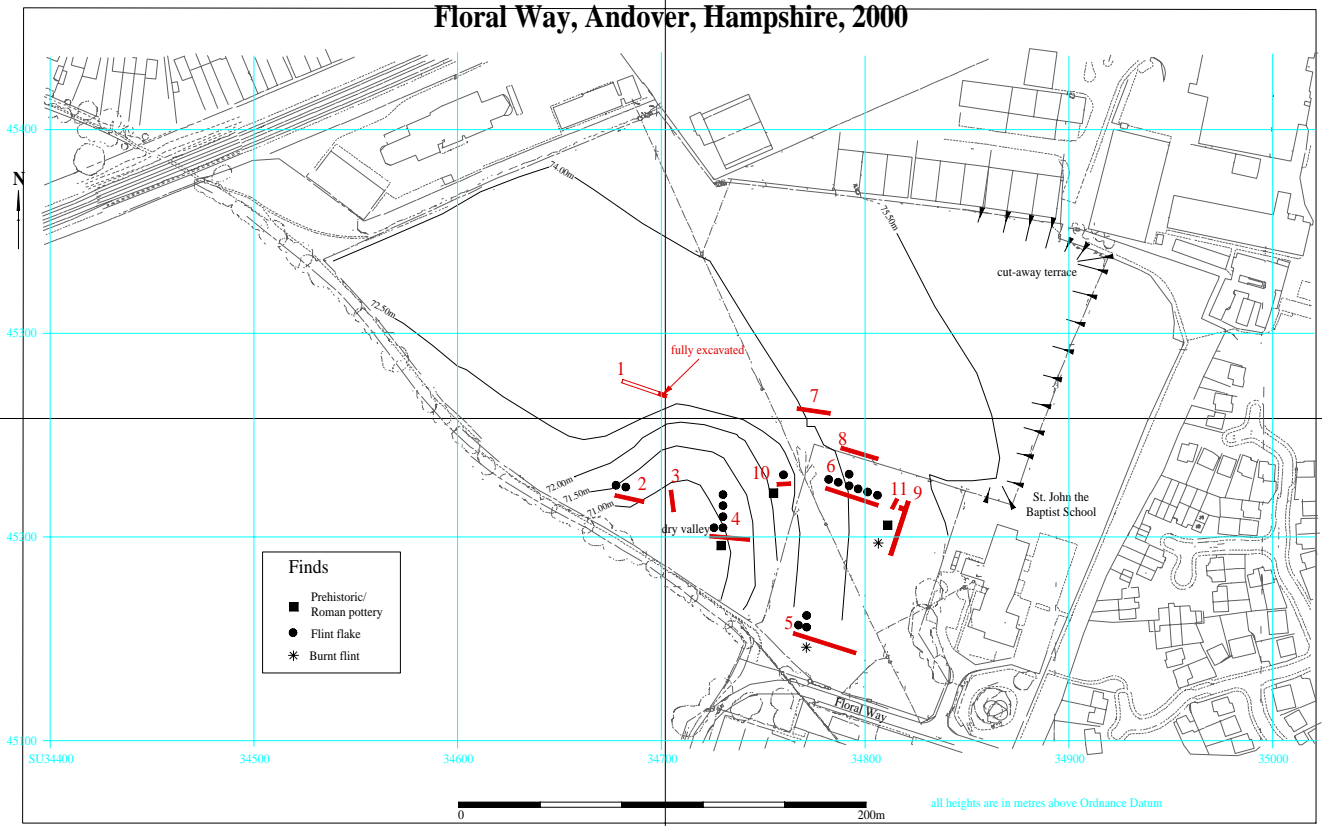 Floral Way, Andover, Hampshire, 2000
45400
N
74.00m
75.50m
cut-away terrace
72.50m
45300
fully excavated
1
7
8
10
6
3
2
11
9
72.00m
71.50m
71.00m
St. John the
Baptist School
4
dry valley
45200
Finds
Prehistoric/
Roman pottery
Flint flake
Burnt flint
5
Floral Way
45100
SU34400
34500
34600
34700
34800
34900
35000
0
200m
all heights are in metres above Ordnance Datum